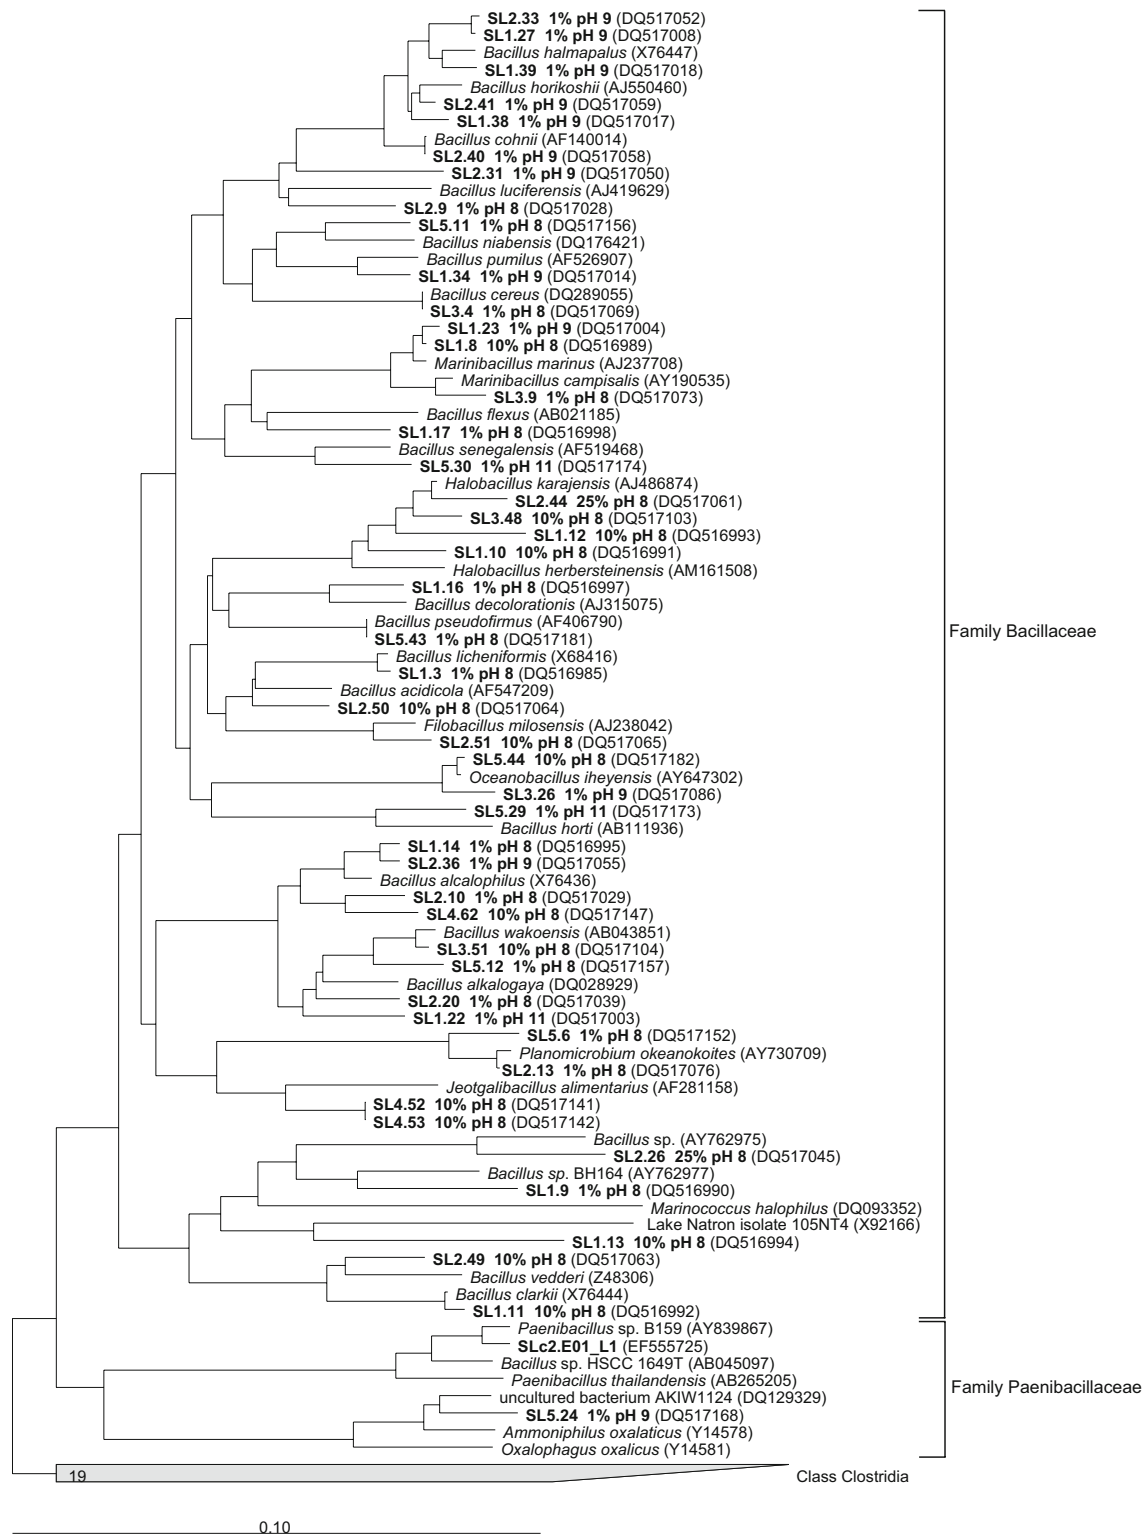 SL2.33 1% pH 9 (DQ517052)
SL1.27 1% pH 9 (DQ517008)
Bacillus halmapalus (X76447)
SL1.39 1% pH 9 (DQ517018)
Bacillus horikoshii (AJ550460)
SL2.41 1% pH 9 (DQ517059)
SL1.38 1% pH 9 (DQ517017)
Bacillus cohnii (AF140014)
SL2.40 1% pH 9 (DQ517058)
SL2.31 1% pH 9 (DQ517050)
Bacillus luciferensis (AJ419629)
SL2.9 1% pH 8 (DQ517028)
SL5.11 1% pH 8 (DQ517156)
Bacillus niabensis (DQ176421)
Bacillus pumilus (AF526907)
SL1.34 1% pH 9 (DQ517014)
Bacillus cereus (DQ289055)
SL3.4 1% pH 8 (DQ517069)
SL1.23 1% pH 9 (DQ517004)
SL1.8 10% pH 8 (DQ516989)
Marinibacillus marinus (AJ237708)
Marinibacillus campisalis (AY190535)
SL3.9 1% pH 8 (DQ517073)
Bacillus flexus (AB021185)
SL1.17 1% pH 8 (DQ516998)
Bacillus senegalensis (AF519468)
SL5.30 1% pH 11 (DQ517174)
Halobacillus karajensis (AJ486874)
SL2.44 25% pH 8 (DQ517061)
SL3.48 10% pH 8 (DQ517103)
SL1.12 10% pH 8 (DQ516993)
SL1.10 10% pH 8 (DQ516991)
Halobacillus herbersteinensis (AM161508)
SL1.16 1% pH 8 (DQ516997)
Bacillus decolorationis (AJ315075)
Bacillus pseudofirmus (AF406790)
Family Bacillaceae
SL5.43 1% pH 8 (DQ517181)
Bacillus licheniformis (X68416)
SL1.3 1% pH 8 (DQ516985)
Bacillus acidicola (AF547209)
SL2.50 10% pH 8 (DQ517064)
Filobacillus milosensis (AJ238042)
SL2.51 10% pH 8 (DQ517065)
SL5.44 10% pH 8 (DQ517182)
Oceanobacillus iheyensis (AY647302)
SL3.26 1% pH 9 (DQ517086)
SL5.29 1% pH 11 (DQ517173)
Bacillus horti (AB111936)
SL1.14 1% pH 8 (DQ516995)
SL2.36 1% pH 9 (DQ517055)
Bacillus alcalophilus (X76436)
SL2.10 1% pH 8 (DQ517029)
SL4.62 10% pH 8 (DQ517147)
Bacillus wakoensis (AB043851)
SL3.51 10% pH 8 (DQ517104)
SL5.12 1% pH 8 (DQ517157)
Bacillus alkalogaya (DQ028929)
SL2.20 1% pH 8 (DQ517039)
SL1.22 1% pH 11 (DQ517003)
SL5.6 1% pH 8 (DQ517152)
Planomicrobium okeanokoites (AY730709)
SL2.13 1% pH 8 (DQ517076)
Jeotgalibacillus alimentarius (AF281158)
SL4.52 10% pH 8 (DQ517141)
SL4.53 10% pH 8 (DQ517142)
Bacillus sp. (AY762975)
SL2.26 25% pH 8 (DQ517045)
Bacillus sp. BH164 (AY762977)
SL1.9 1% pH 8 (DQ516990)
Marinococcus halophilus (DQ093352)
Lake Natron isolate 105NT4 (X92166)
SL1.13 10% pH 8 (DQ516994)
SL2.49 10% pH 8 (DQ517063)
Bacillus vedderi (Z48306)
Bacillus clarkii (X76444)
SL1.11 10% pH 8 (DQ516992)
Paenibacillus sp. B159 (AY839867)
SLc2.E01_L1 (EF555725)
Bacillus sp. HSCC 1649T (AB045097)
Paenibacillus thailandensis (AB265205)
Family Paenibacillaceae
uncultured bacterium AKIW1124 (DQ129329)
SL5.24 1% pH 9 (DQ517168)
Ammoniphilus oxalaticus (Y14578)
Oxalophagus oxalicus (Y14581)
19
Class Clostridia
0.10